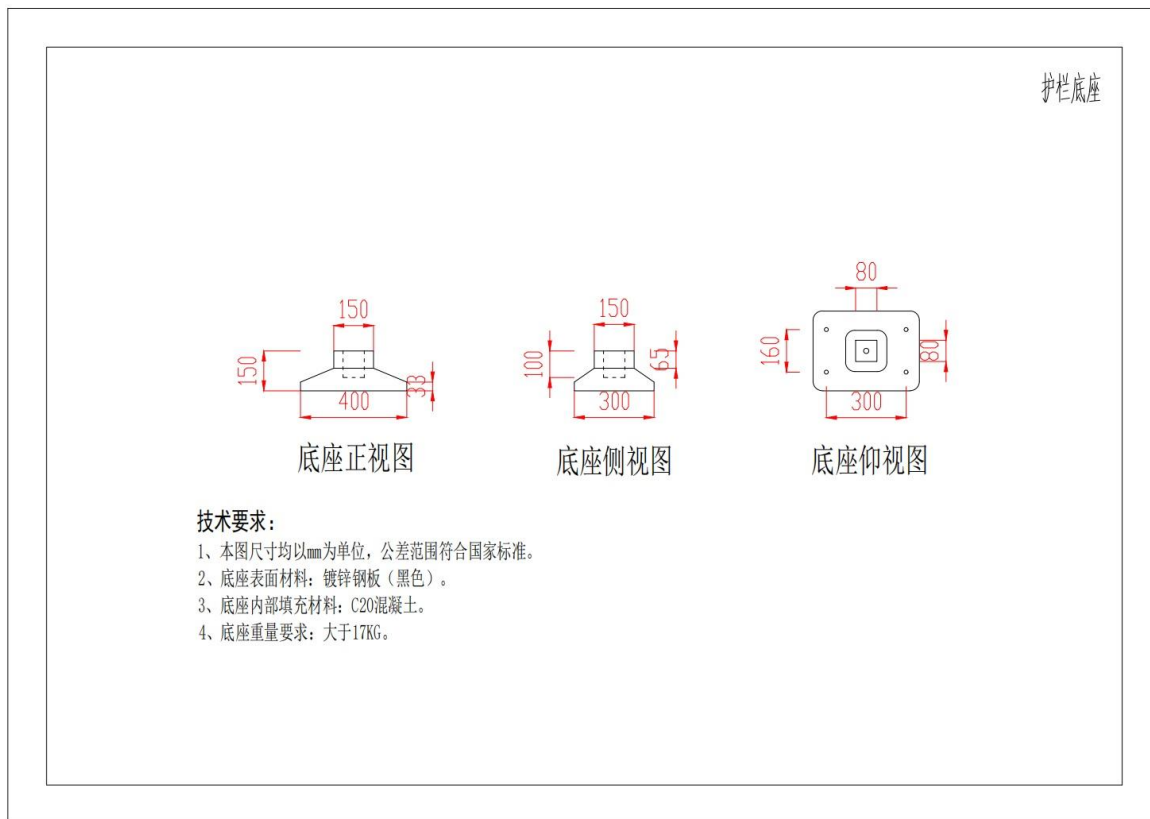 护栏底座
150
150
400
33
底座正视图
150
100
65
300
底座侧视图
80
160
80
300
底座仰视图
技术要求：
1、本图尺寸均以mm为单位，公差范围符合国家标准。
2、底座表面材料：镀锌钢板（黑色）。
3、底座内部填充材料：C20混凝土。
4、底座重量要求：大于17KG。